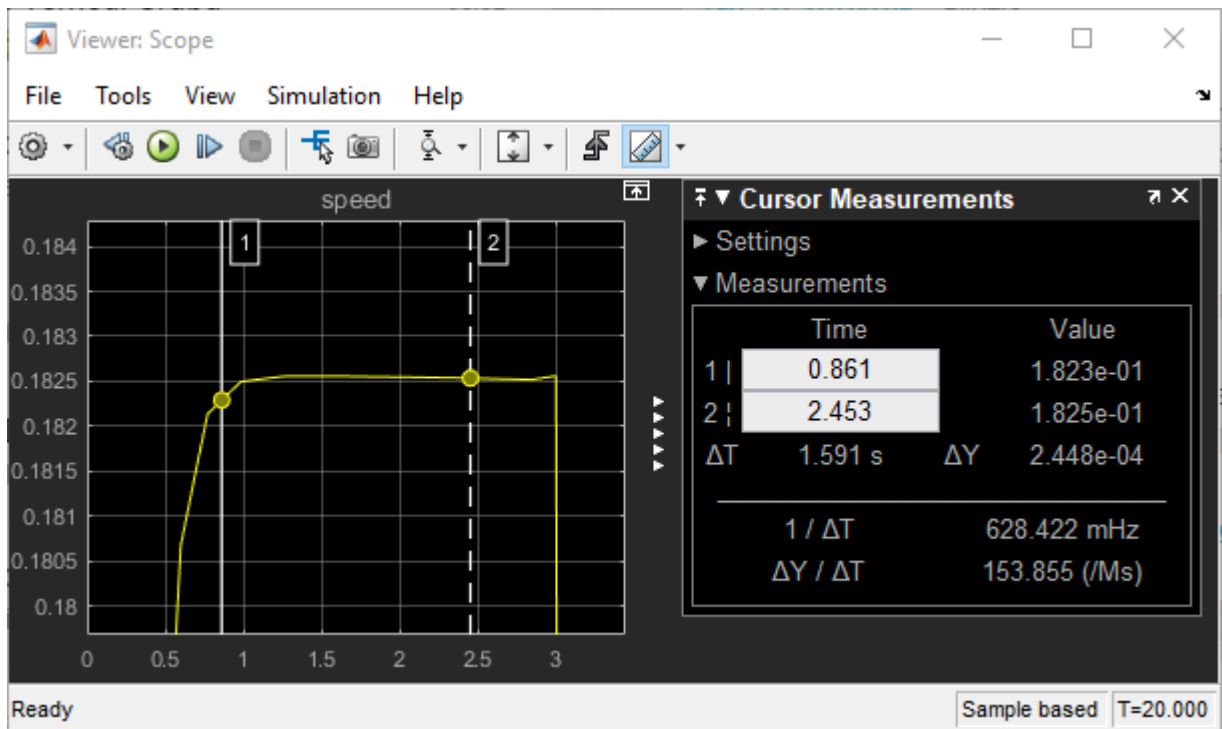 Viewer: Scope
File Tools View Simulation Help
speed
1
2
0.184
0.1835
0.183
0.1825
0.182
0.1815
0.181
0.1805
0.18
0 0.5 1 1.5 2 2.5 3
Cursor Measurements
Settings
Measurements
Time Value
1 | 0.861 1.823e-01
2 ¦ 2.453 1.825e-01
ΔT 1.591 s ΔY 2.448e-04
1 / ΔT 628.422 mHz
ΔY / ΔT 153.855 (/Ms)
Ready Sample based T=20.000